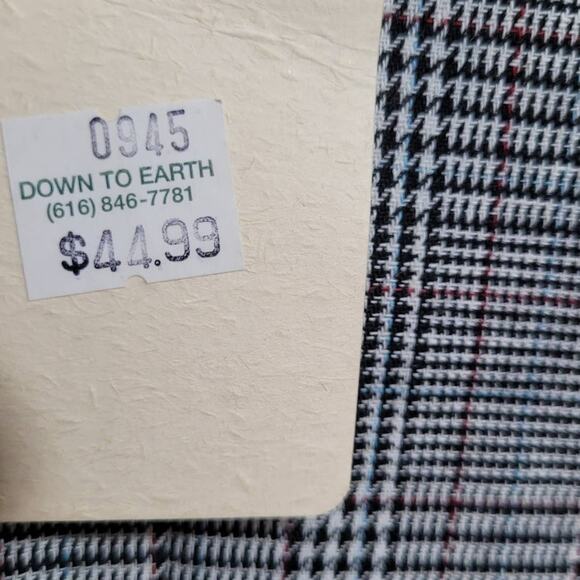 0945
DOWN TO EARTH
(616) 846-7781
$44.99